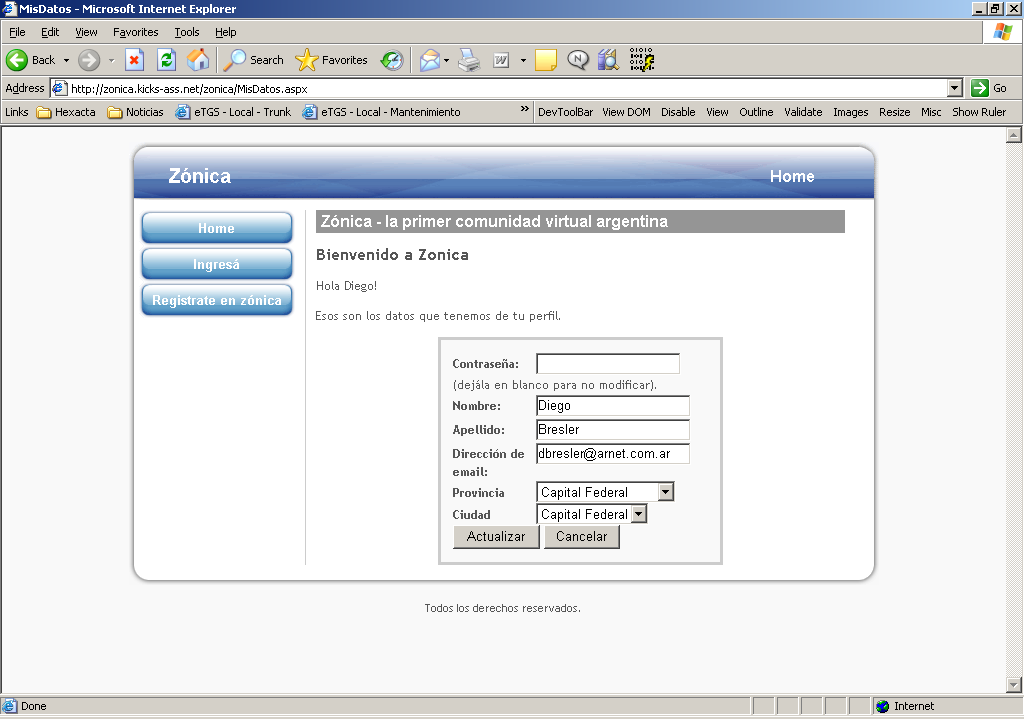 MisDatos - Microsoft Internet Explorer
File Edit View Favorites Tools Help
Back Search Favorites
Address http://zonica.kicks-ass.net/zonica/MisDatos.aspx Go
Links Hexacta Noticias eTGS - Local - Trunk eTGS - Local - Mantenimiento » DevToolBar View DOM Disable View Outline Validate Images Resize Misc Show Ruler
Zónica Home
Home
Ingresá
Registrate en zónica
Zónica - la primer comunidad virtual argentina
Bienvenido a Zonica
Hola Diego!
Esos son los datos que tenemos de tu perfil.
Contraseña:
(dejála en blanco para no modificar).
Nombre: Diego
Apellido: Bresler
Dirección de email: dbresler@arnet.com.ar
Provincia Capital Federal
Ciudad Capital Federal
Actualizar Cancelar
Todos los derechos reservados.
Done Internet